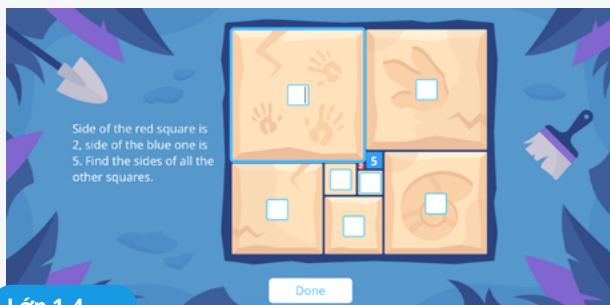 Side of the red square is
2, side of the blue one is
5. Find the sides of all the
other squares.
5
Done
Lớp 1-4